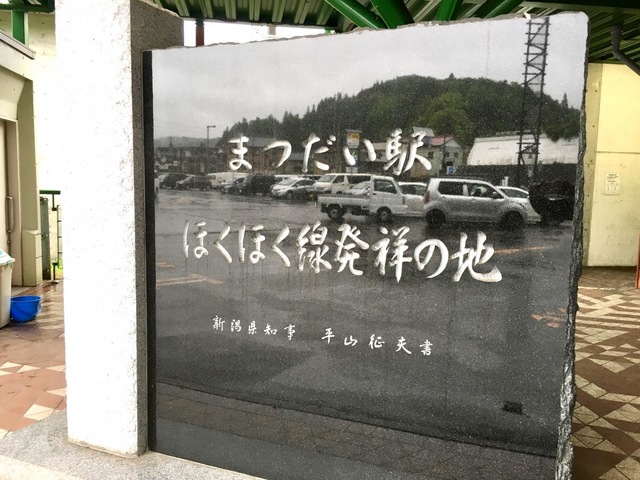 まつだい駅
ほくほく線発祥の地
新潟県知事 平山征夫書